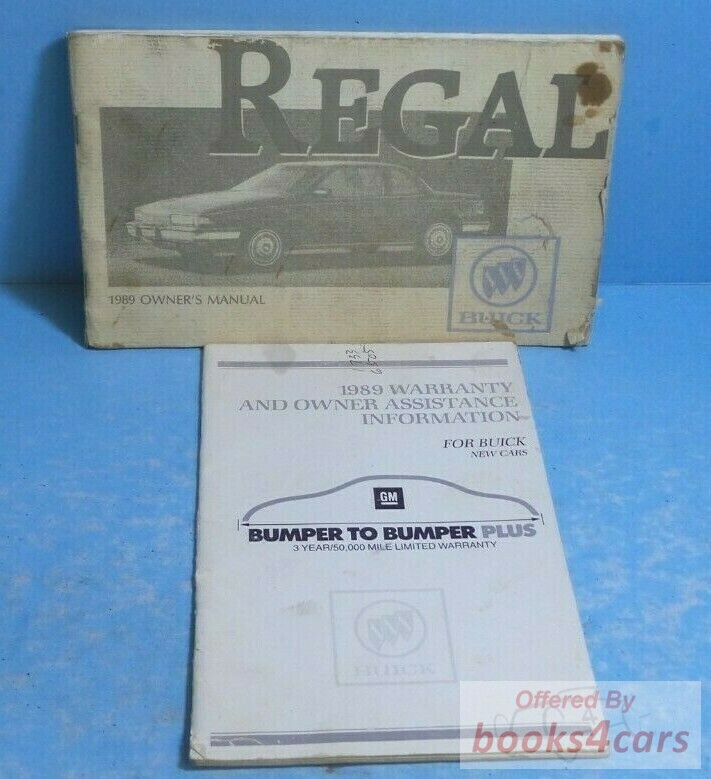 REGAL
1989 OWNER'S MANUAL
BUICK
1989 WARRANTY
AND OWNER ASSISTANCE
INFORMATION
FOR BUICK
NEW CARS
GM
BUMPER TO BUMPER PLUS
3 YEAR/50,000 MILE LIMITED WARRANTY
BUICK
Offered By
books4cars